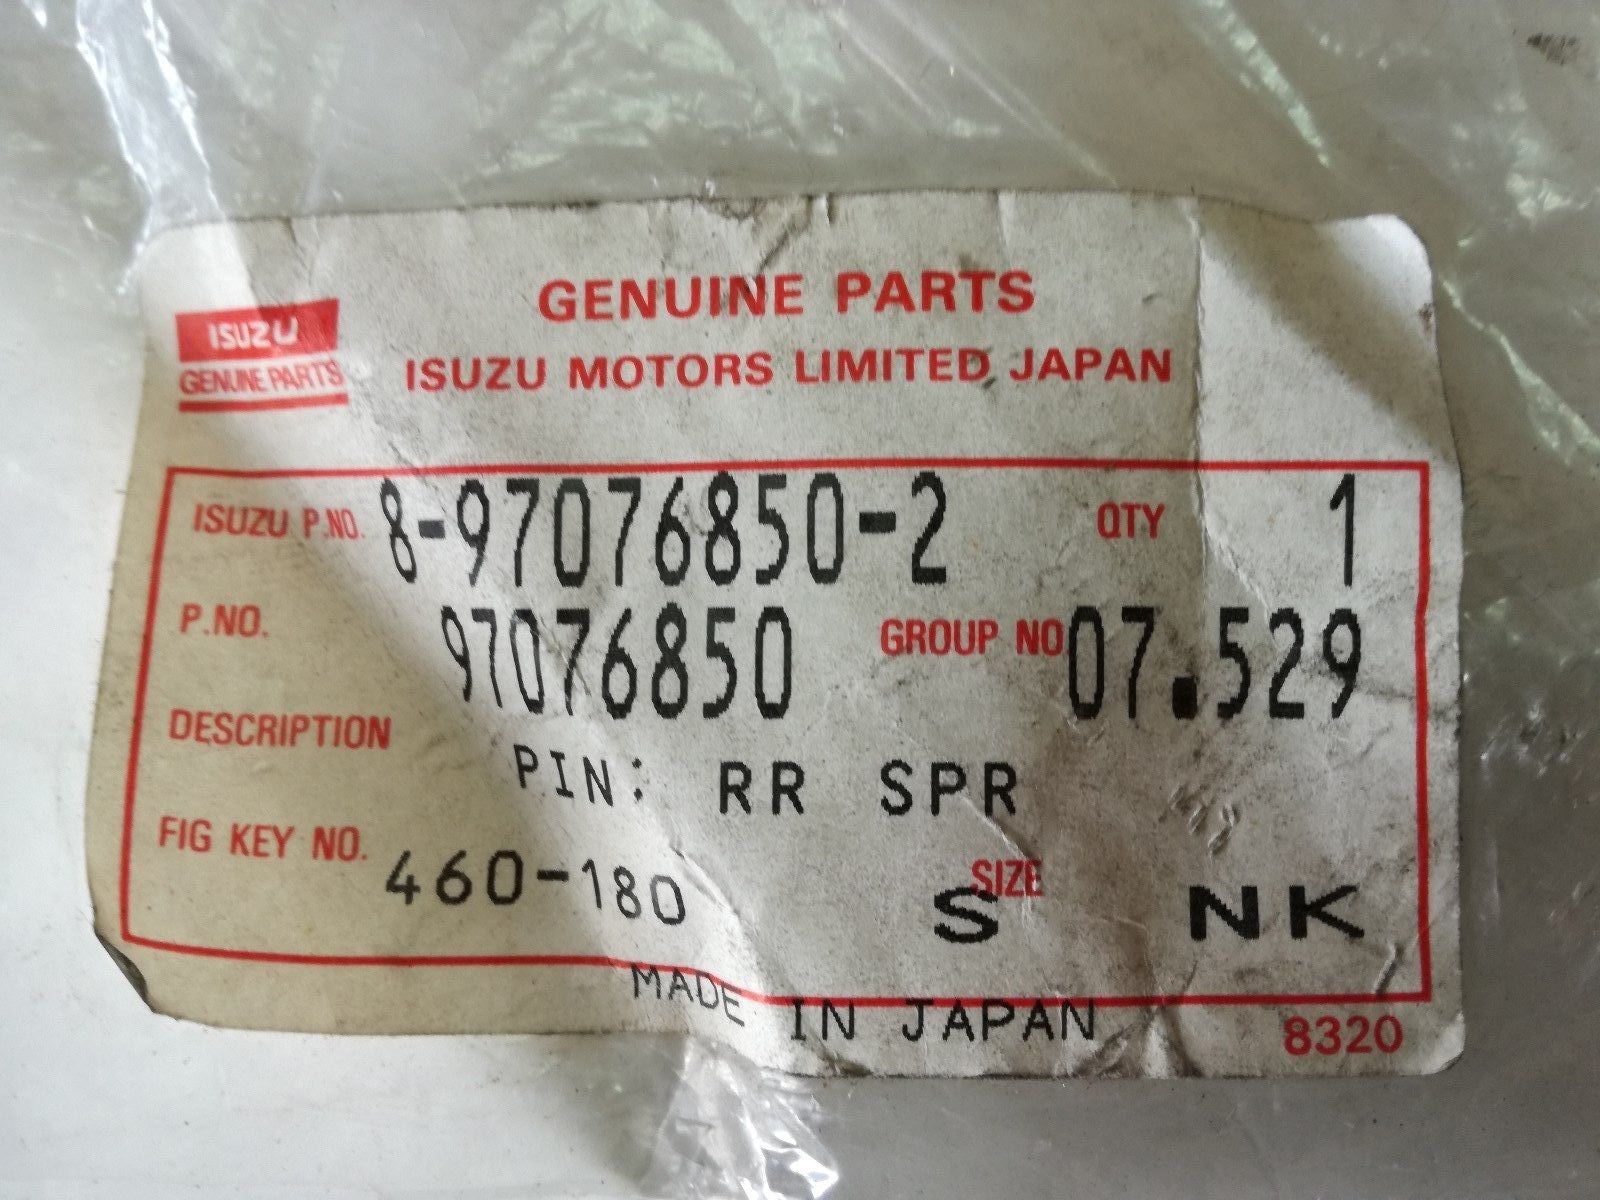 GENUINE PARTS
ISUZU
GENUINE PARTS
ISUZU MOTORS LIMITED JAPAN
ISUZU P.NO. 8-97076850-2 QTY 1
P.NO. 97076850 GROUP NO 07.529
DESCRIPTION PIN: RR SPR
FIG KEY NO. 460-180 SIZE S NK
MADE IN JAPAN
8320